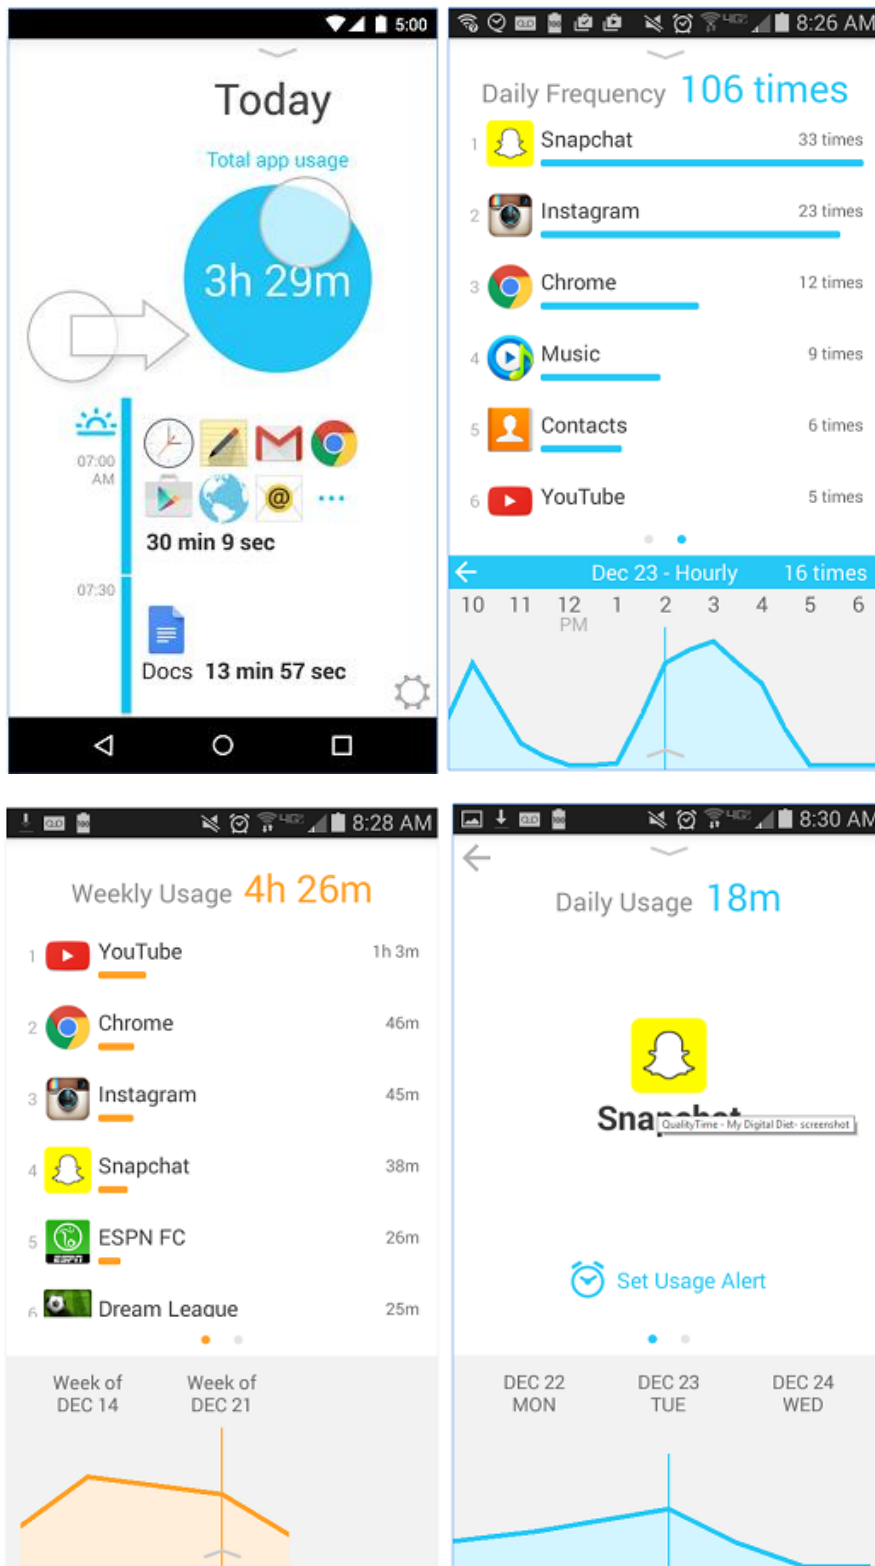 5:00
Today
Total app usage
3h 29m
07:00
AM
30 min 9 sec
07:30
Docs 13 min 57 sec
8:26 AM
Daily Frequency 106 times
1 Snapchat 33 times
2 Instagram 23 times
3 Chrome 12 times
4 Music 9 times
5 Contacts 6 times
6 YouTube 5 times
Dec 23 - Hourly 16 times
10 11 12 1 2 3 4 5 6
PM
8:28 AM
Weekly Usage 4h 26m
1 YouTube 1h 3m
2 Chrome 46m
3 Instagram 45m
4 Snapchat 38m
5 ESPN FC 26m
ESPN
6 Dream League 25m
Week of Week of
DEC 14 DEC 21
4G 8:30 AM
Daily Usage 18m
QualityTime - My Digital Diet- screenshot
Set Usage Alert
DEC 22 DEC 23 DEC 24
MON TUE WED